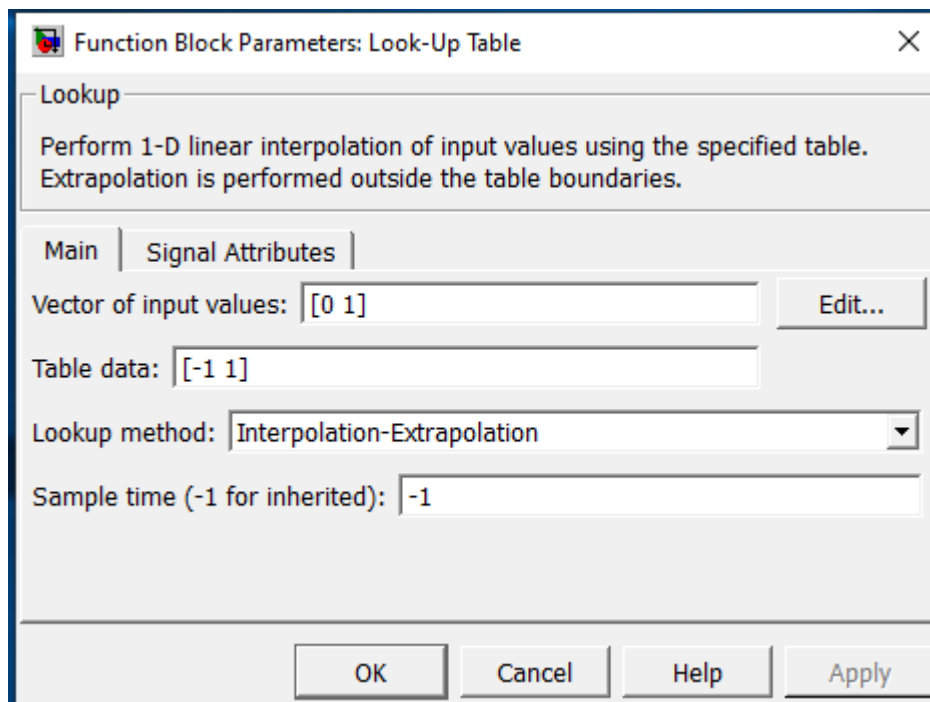 Function Block Parameters: Look-Up Table
Lookup
Perform 1-D linear interpolation of input values using the specified table.
Extrapolation is performed outside the table boundaries.
Main Signal Attributes
Vector of input values: [0 1] Edit...
Table data: [-1 1]
Lookup method: Interpolation-Extrapolation
Sample time (-1 for inherited): -1
OK Cancel Help Apply